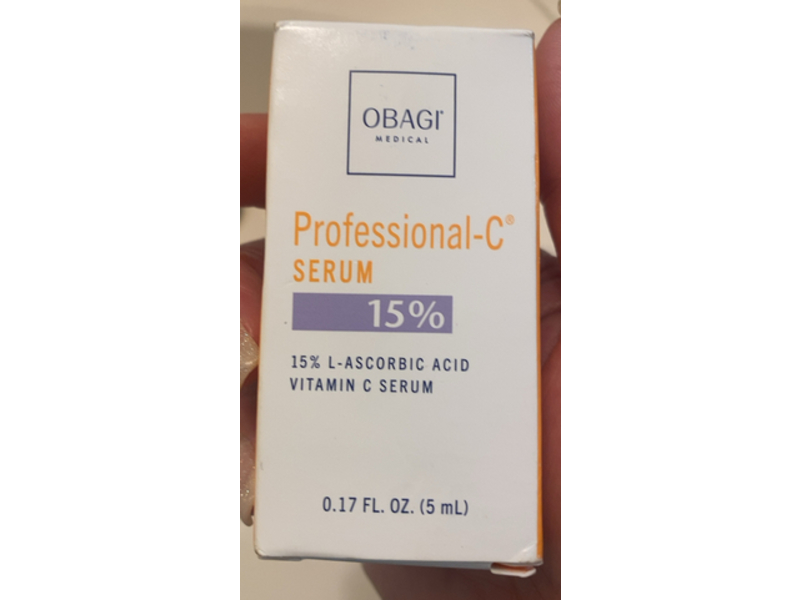 OBAGI
MEDICAL
Professional-C®
SERUM
15%
15% L-ASCORBIC ACID
VITAMIN C SERUM
0.17 FL. OZ. (5 mL)